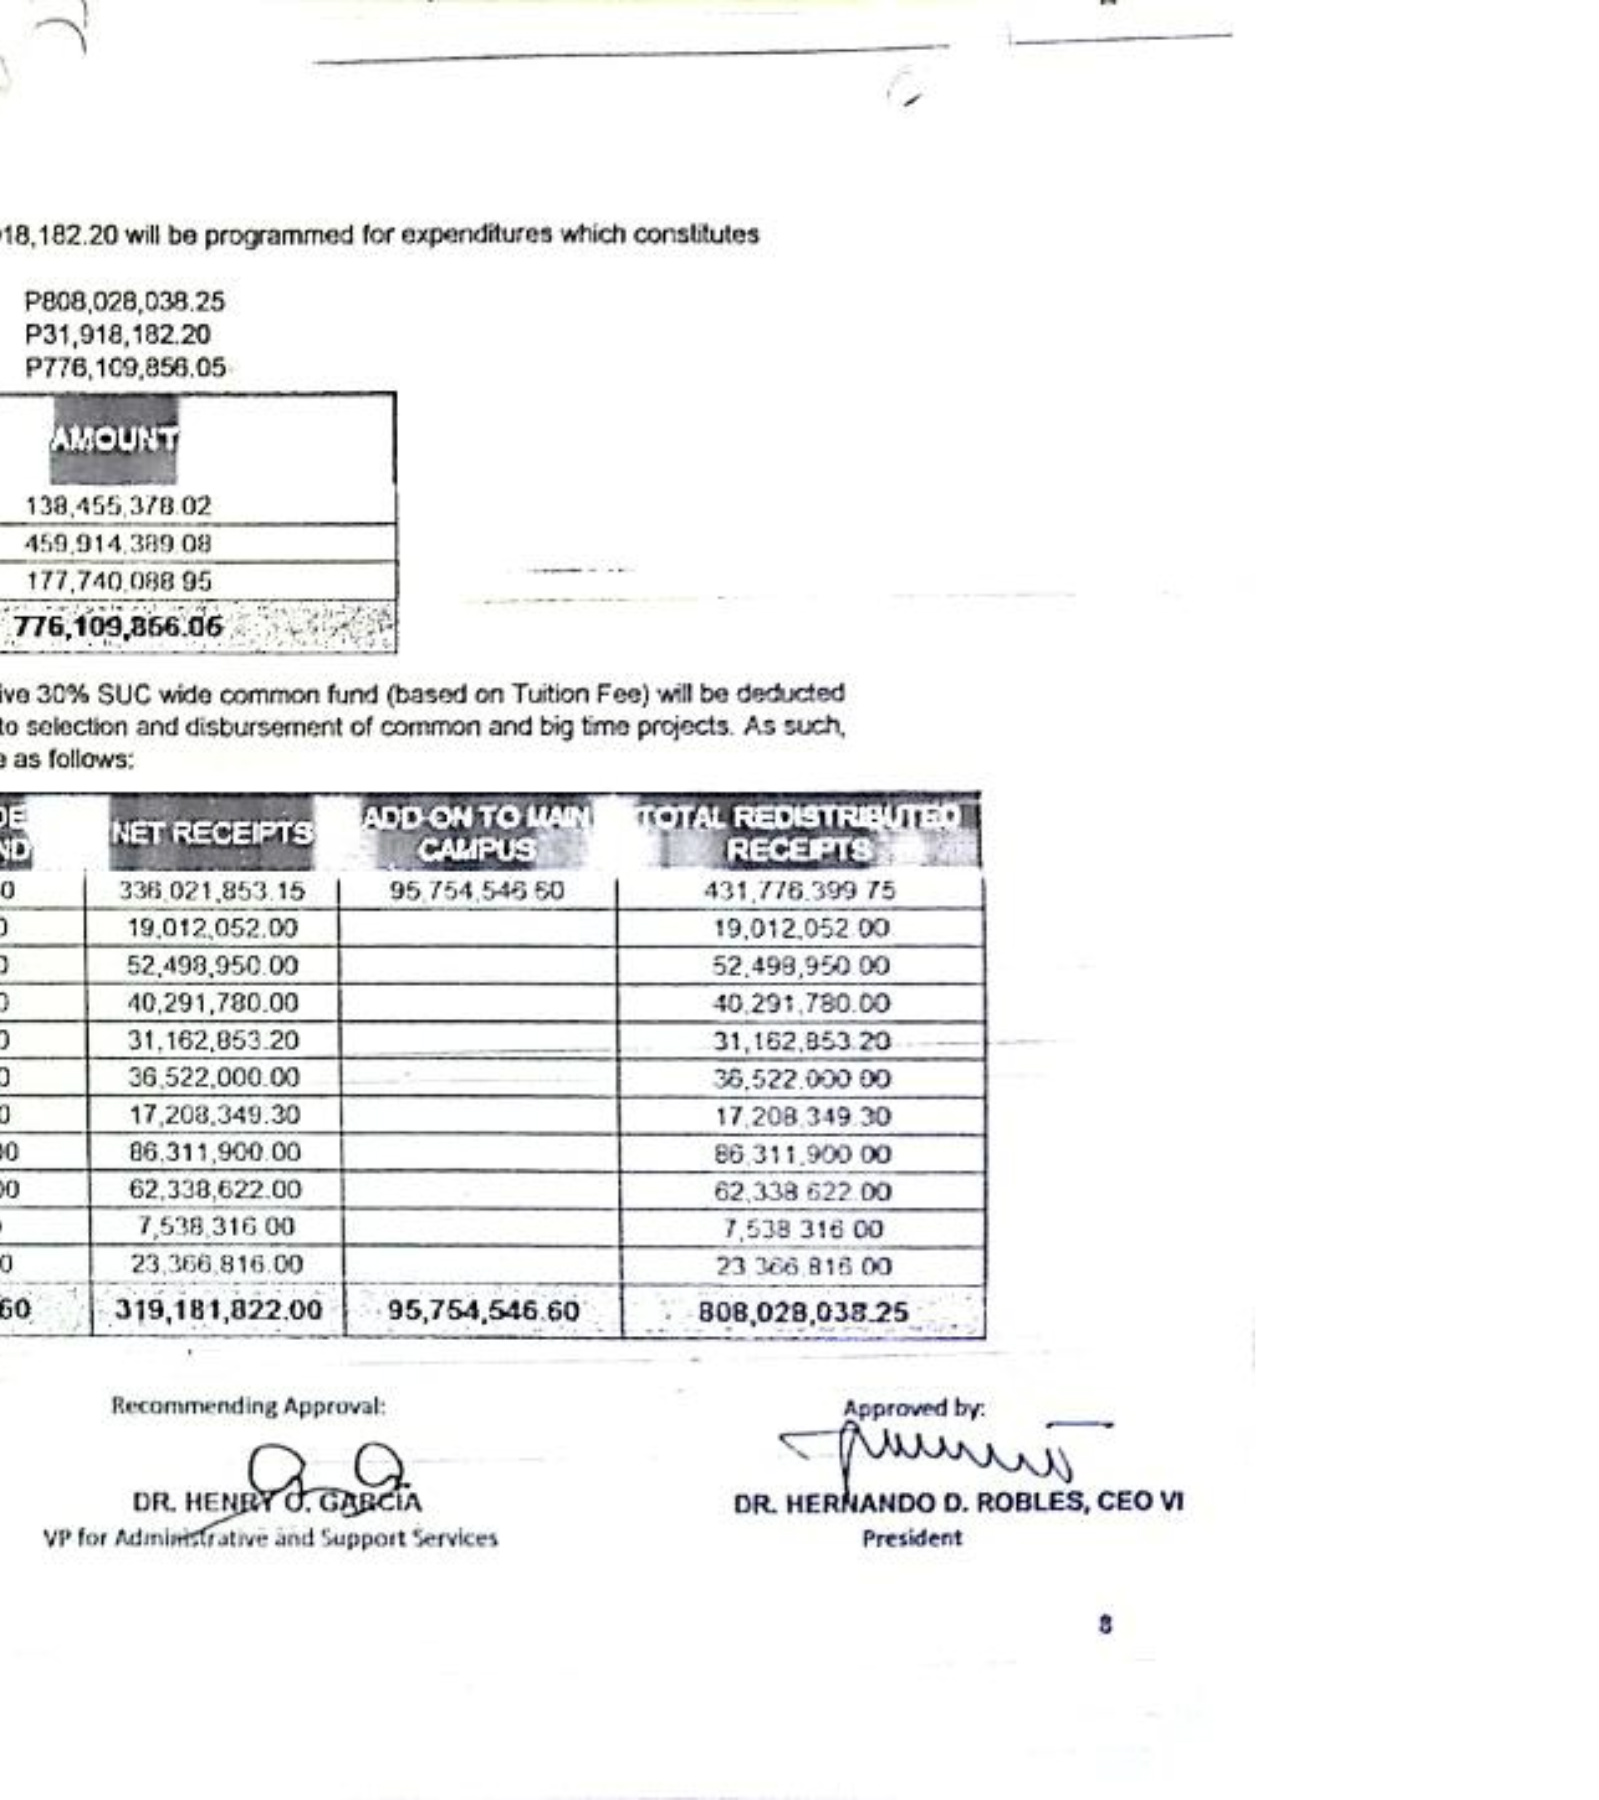 18,182.20 will be programmed for expenditures which constitutes
P808,028,038.25
P31,918,182.20
P776,109,856.05
AMOUNT
138,455,378.02
459,914,389.08
177,740,088.95
776,109,856.05
ive 30% SUC wide common fund (based on Tuition Fee) will be deducted
to selection and disbursement of common and big time projects. As such,
e as follows:
DE ND NET RECEIPTS ADD-ON TO MAIN CAMPUS TOTAL REDISTRIBUTED RECEIPTS
0 336,021,853.15 95,754,546.60 431,776,399.75
0 19,012,052.00 19,012,052.00
0 52,498,950.00 52,498,950.00
0 40,291,780.00 40,291,780.00
0 31,162,853.20 31,162,853.20
0 36,522,000.00 36,522,000.00
0 17,208,349.30 17,208,349.30
00 86,311,900.00 86,311,900.00
00 62,338,622.00 62,338,622.00
7,538,316.00 7,538,316.00
0 23,366,816.00 23,366,816.00
60 319,181,822.00 95,754,546.60 808,028,038.25
Recommending Approval: Approved by:
DR. HENRY O. GARCIA DR. HERNANDO D. ROBLES, CEO VI
VP for Administrative and Support Services President
8